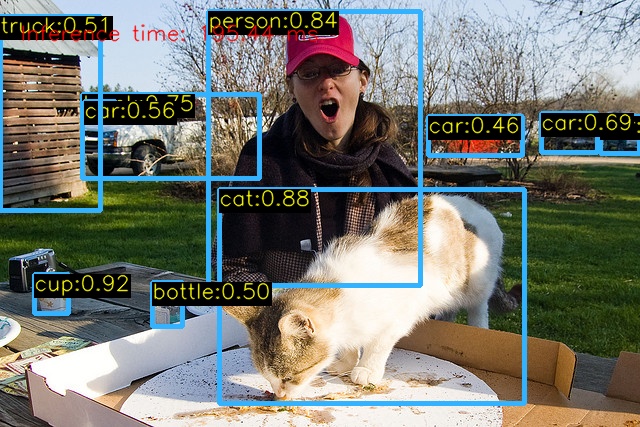 truck:0.51
person:0.84
Inference time: 195.44 ms
car:0.56
car:0.46
car:0.69
cat:0.88
cup:0.92
bottle:0.50